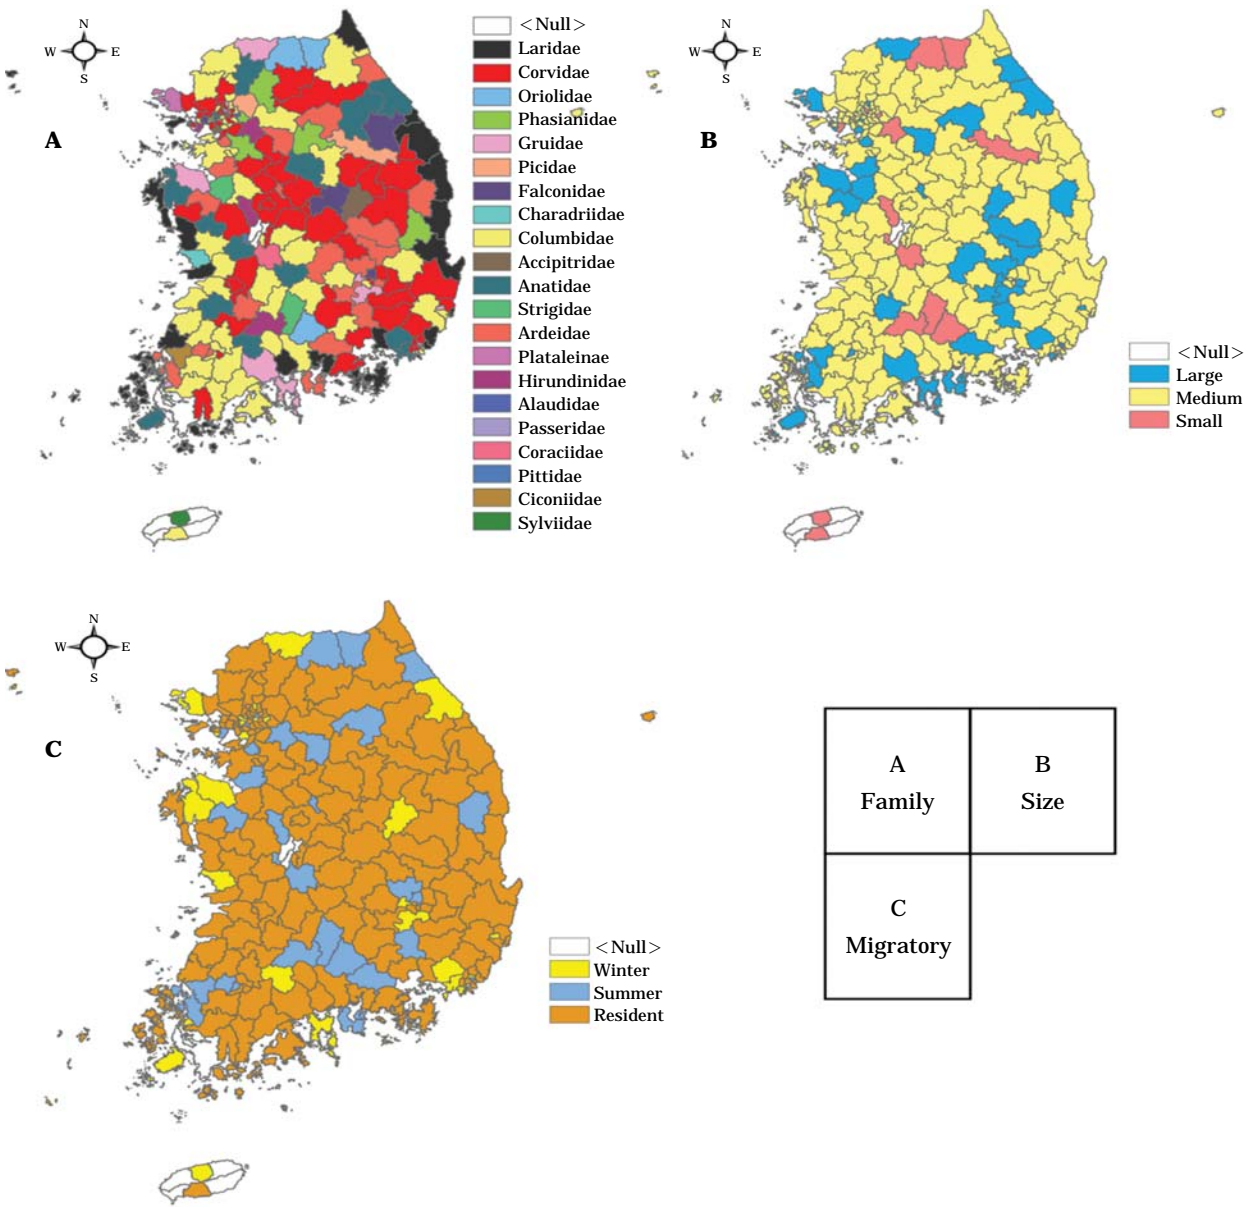 N
W E
S
A
<Null>
Laridae
Corvidae
Oriolidae
Phasianidae
Gruidae
Picidae
Falconidae
Charadriidae
Columbidae
Accipitridae
Anatidae
Strigidae
Ardeidae
Plataleinae
Hirundinidae
Alaudidae
Passeridae
Coraciidae
Pittidae
Ciconiidae
Sylviidae
N
W E
S
B
<Null>
Large
Medium
Small
N
W E
S
C
<Null>
Winter
Summer
Resident
A
Family
B
Size
C
Migratory